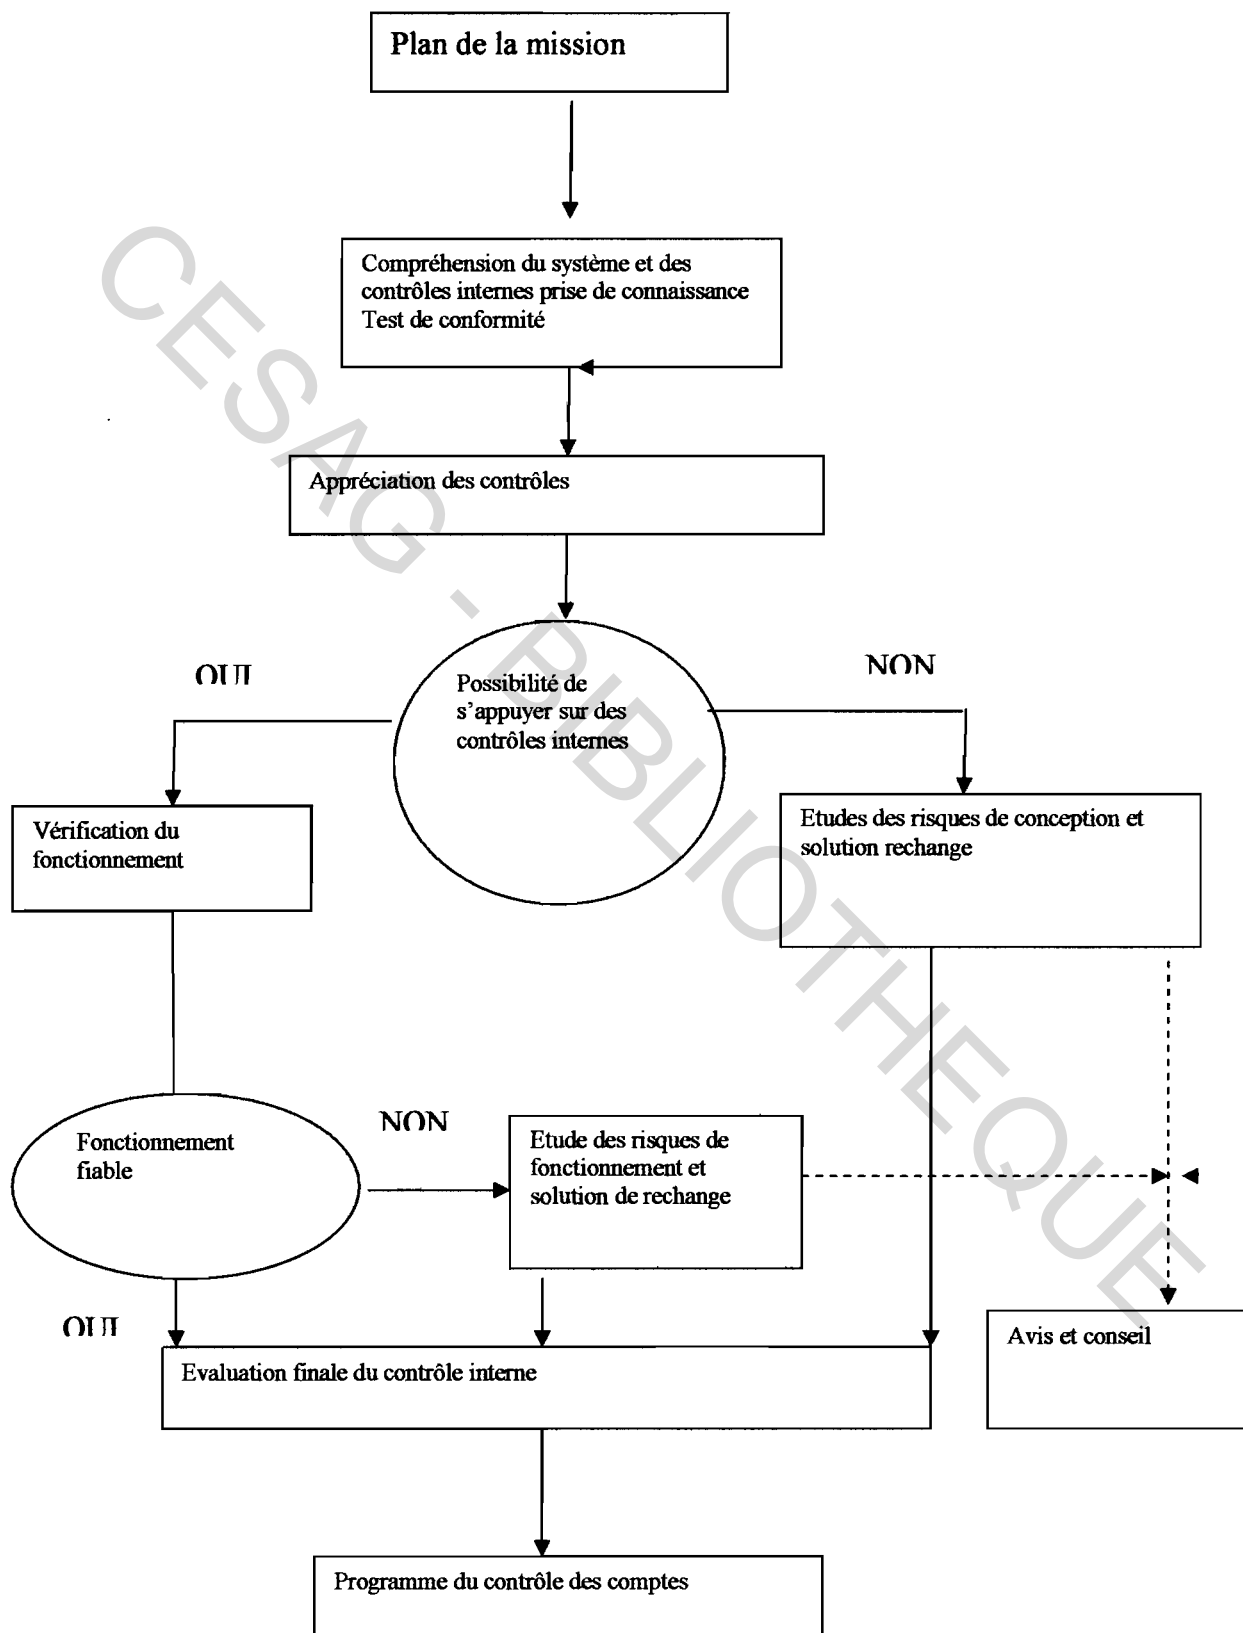 Plan de la mission
Compréhension du système et des
contrôles internes prise de connaissance
Test de conformité
Appréciation des contrôles
OUI
NON
Possibilité de
s'appuyer sur des
contrôles internes
Vérification du
fonctionnement
Etudes des risques de conception et
solution rechange
Fonctionnement
fiable
NON
Etude des risques de
fonctionnement et
solution de rechange
OUI
Avis et conseil
Evaluation finale du contrôle interne
Programme du contrôle des comptes
CESAG - BIBLIOTHEQUE